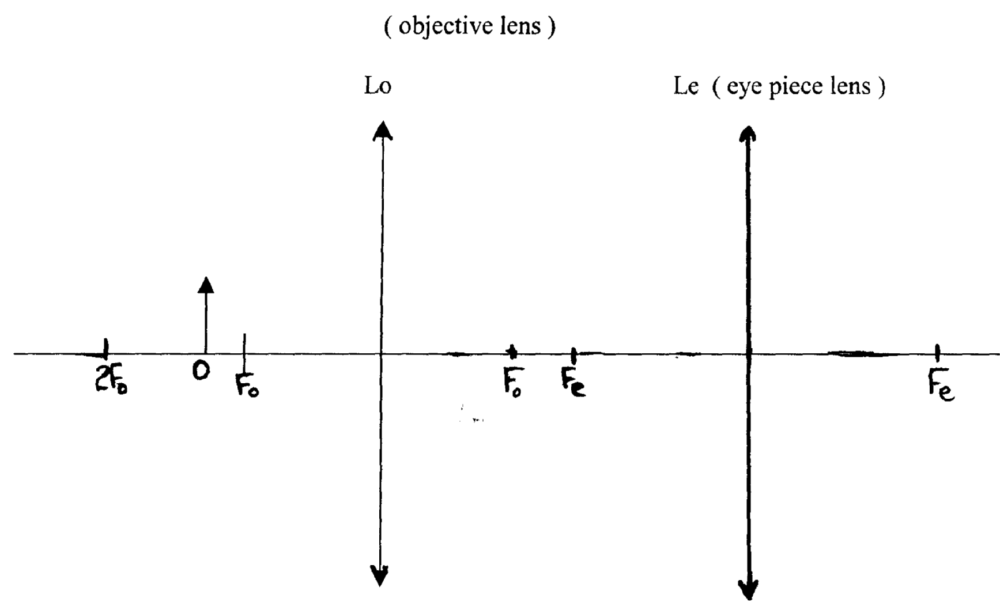 ( objective lens )
Lo
Le ( eye piece lens )
2Fo
O
Fo
Fo
Fe
Fe